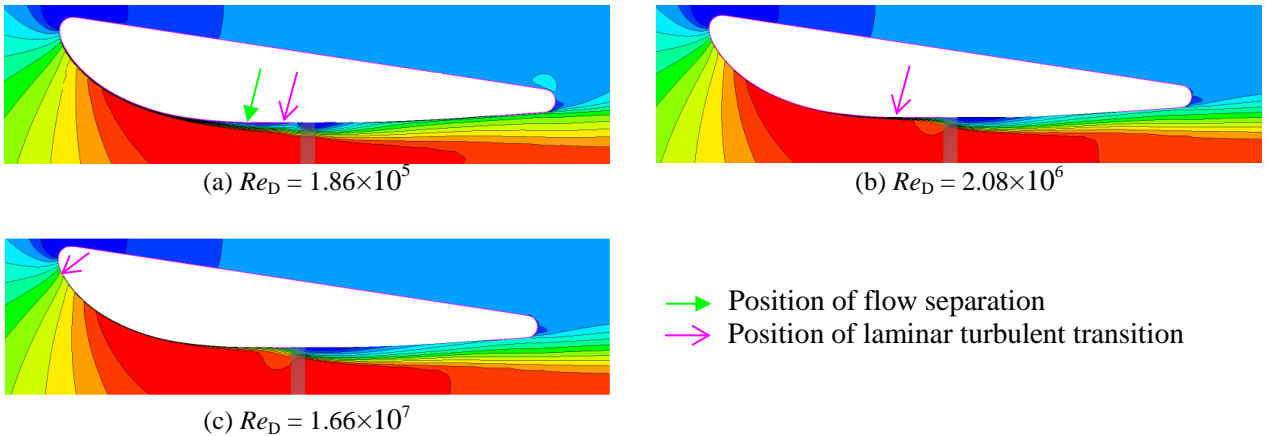 (a) Re_D = 1.86×10^5
(b) Re_D = 2.08×10^6
(c) Re_D = 1.66×10^7
Position of flow separation
Position of laminar turbulent transition